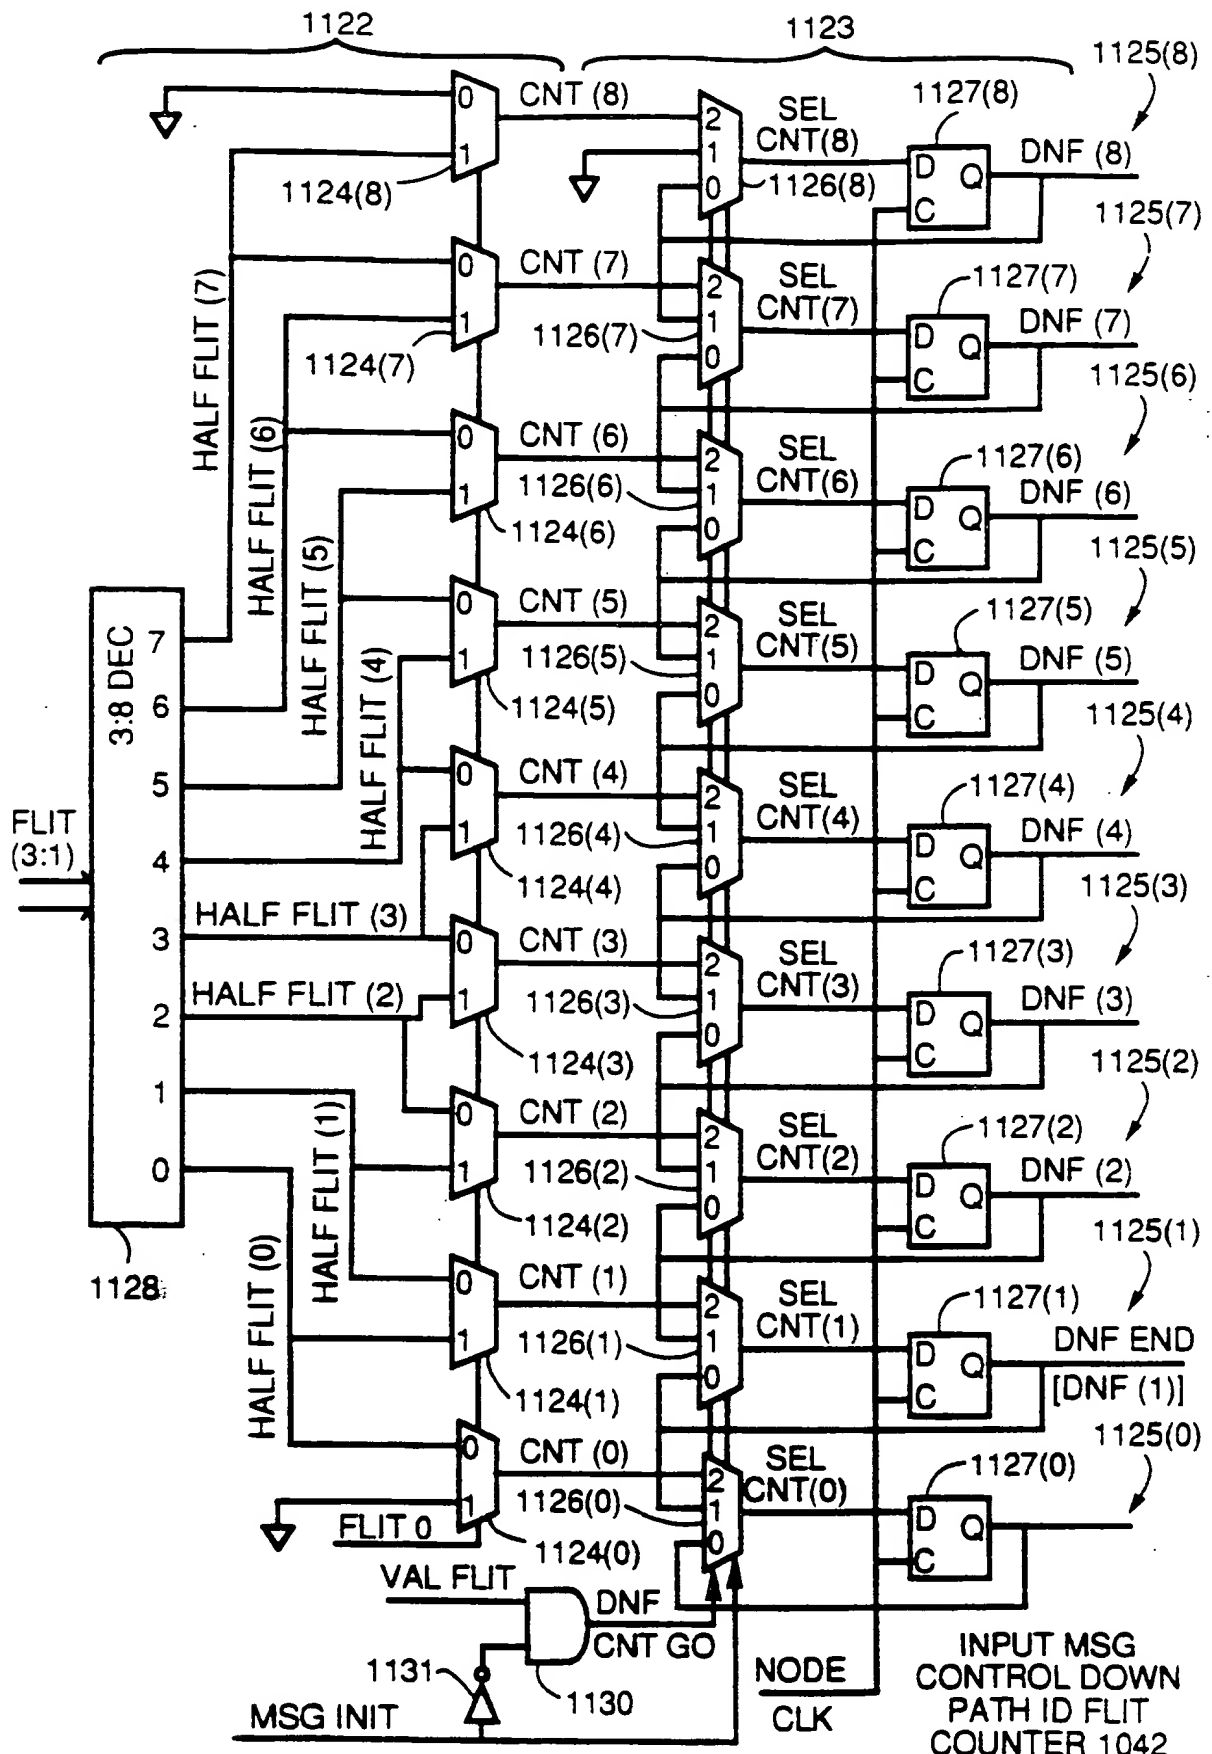 1122
1123
1125(8)
0
CNT (8)
2
SEL
CNT(8)
1127(8)
D
Q
C
DNF (8)
1
1
0
1124(8)
1126(8)
1125(7)
HALF FLIT (7)
0
CNT (7)
2
SEL
CNT(7)
1127(7)
D
Q
C
DNF (7)
1
1
0
1124(7)
1126(7)
1125(6)
HALF FLIT (6)
0
CNT (6)
2
SEL
CNT(6)
1127(6)
D
Q
C
DNF (6)
1
1
0
1126(6)
1124(6)
1125(5)
HALF FLIT (5)
0
CNT (5)
2
SEL
CNT(5)
1127(5)
D
Q
C
DNF (5)
1
1
0
1126(5)
1124(5)
1125(4)
3:8 DEC
7
6
5
4
3
2
1
0
FLIT
(3:1)
1128
HALF FLIT (4)
0
CNT (4)
2
SEL
CNT(4)
1127(4)
D
Q
C
DNF (4)
1
1
0
1126(4)
1124(4)
1125(3)
HALF FLIT (3)
0
CNT (3)
2
SEL
CNT(3)
1127(3)
D
Q
C
DNF (3)
HALF FLIT (2)
1
1
0
1126(3)
1124(3)
1125(2)
0
CNT (2)
2
SEL
CNT(2)
1127(2)
D
Q
C
DNF (2)
HALF FLIT (1)
1
1
0
1126(2)
1124(2)
1125(1)
HALF FLIT (0)
0
CNT (1)
2
SEL
CNT(1)
1127(1)
D
Q
C
DNF END
[DNF (1)]
1
1
0
1126(1)
1124(1)
1125(0)
0
CNT (0)
2
SEL
CNT(0)
1127(0)
D
Q
C
1
1
0
1126(0)
FLIT 0
1124(0)
VAL FLIT
DNF
CNT GO
1131
1130
MSG INIT
NODE
CLK
INPUT MSG
CONTROL DOWN
PATH ID FLIT
COUNTER 1042